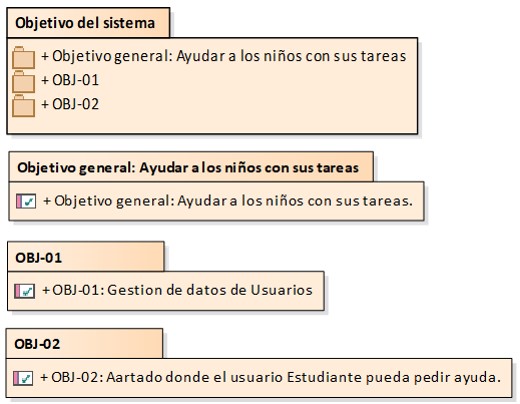 Objetivo del sistema
+ Objetivo general: Ayudar a los niños con sus tareas
+ OBJ-01
+ OBJ-02
Objetivo general: Ayudar a los niños con sus tareas
+ Objetivo general: Ayudar a los niños con sus tareas.
OBJ-01
+ OBJ-01: Gestion de datos de Usuarios
OBJ-02
+ OBJ-02: Aartado donde el usuario Estudiante pueda pedir ayuda.